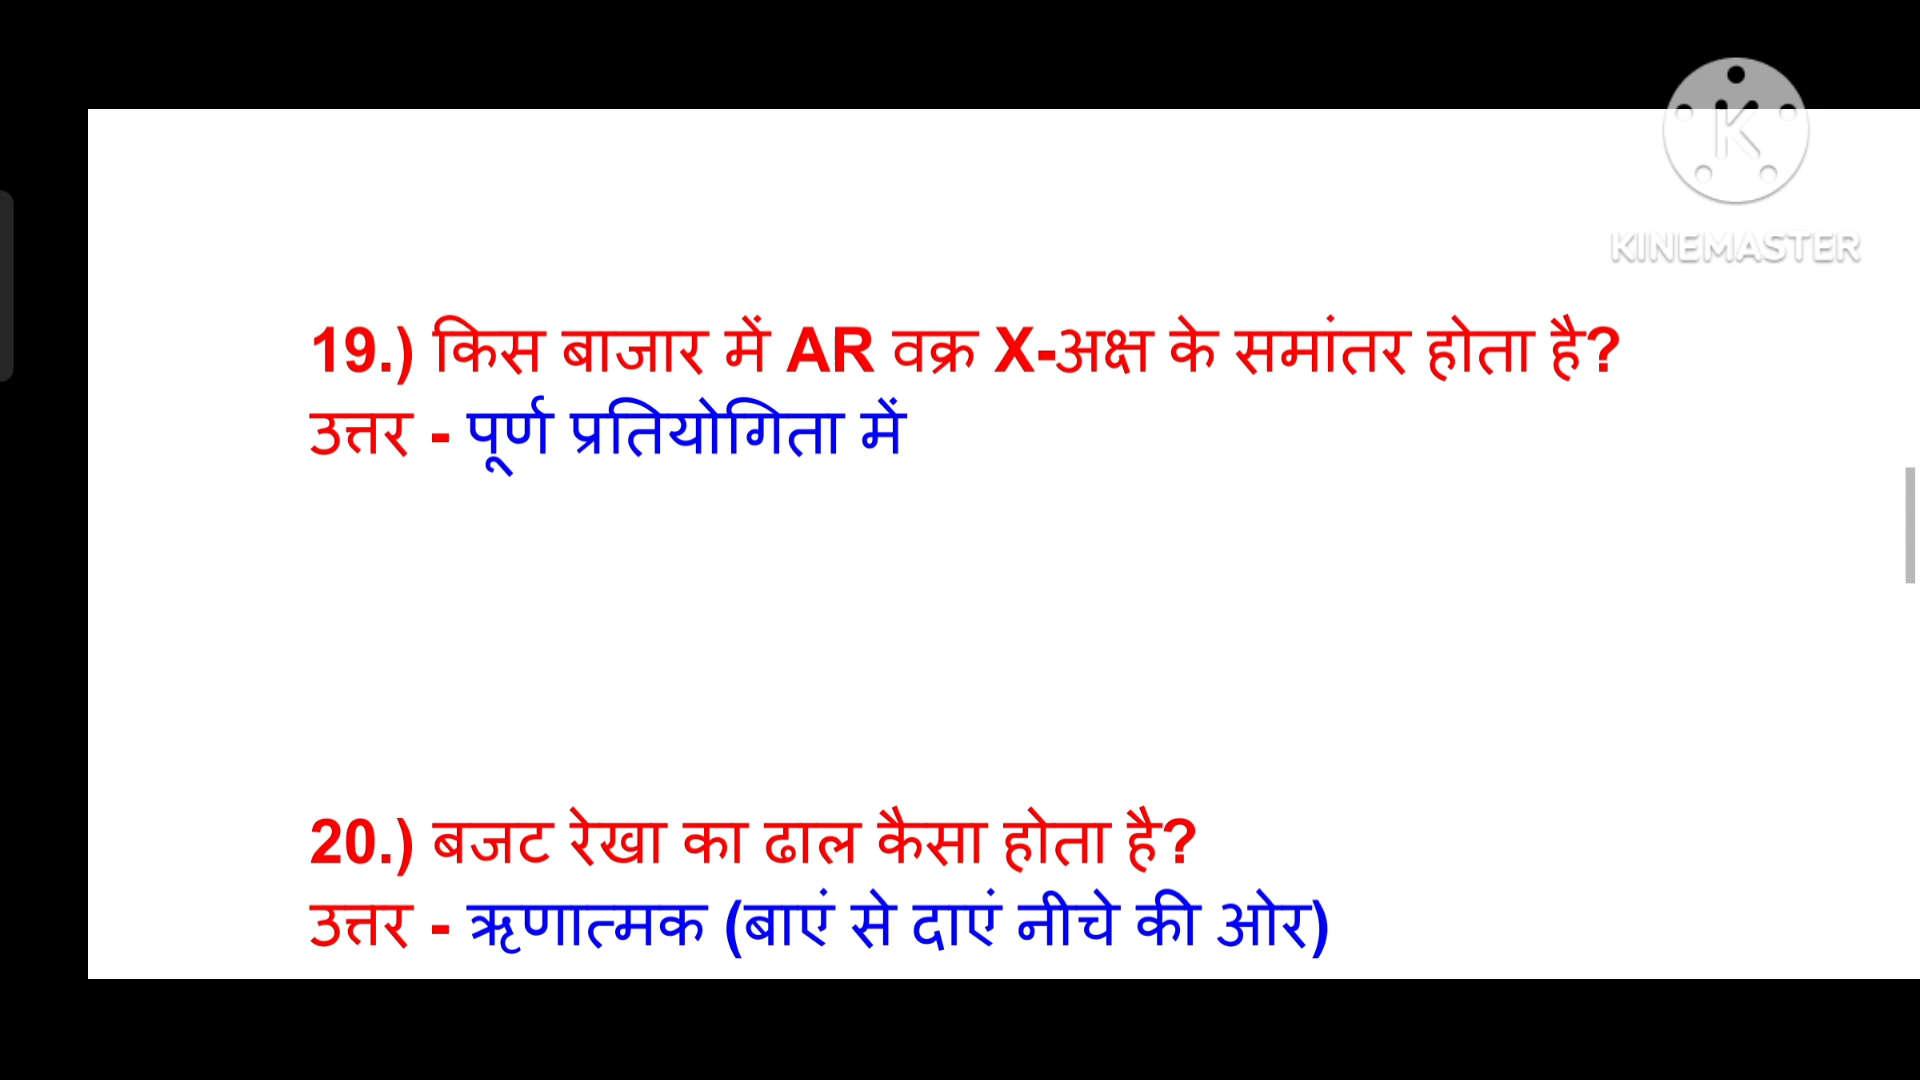 K
KINEMASTER
19.) किस बाजार में AR वक्र X-अक्ष के समांतर होता है?
उत्तर - पूर्ण प्रतियोगिता में
20.) बजट रेखा का ढाल कैसा होता है?
उत्तर - ऋणात्मक (बाएं से दाएं नीचे की ओर)